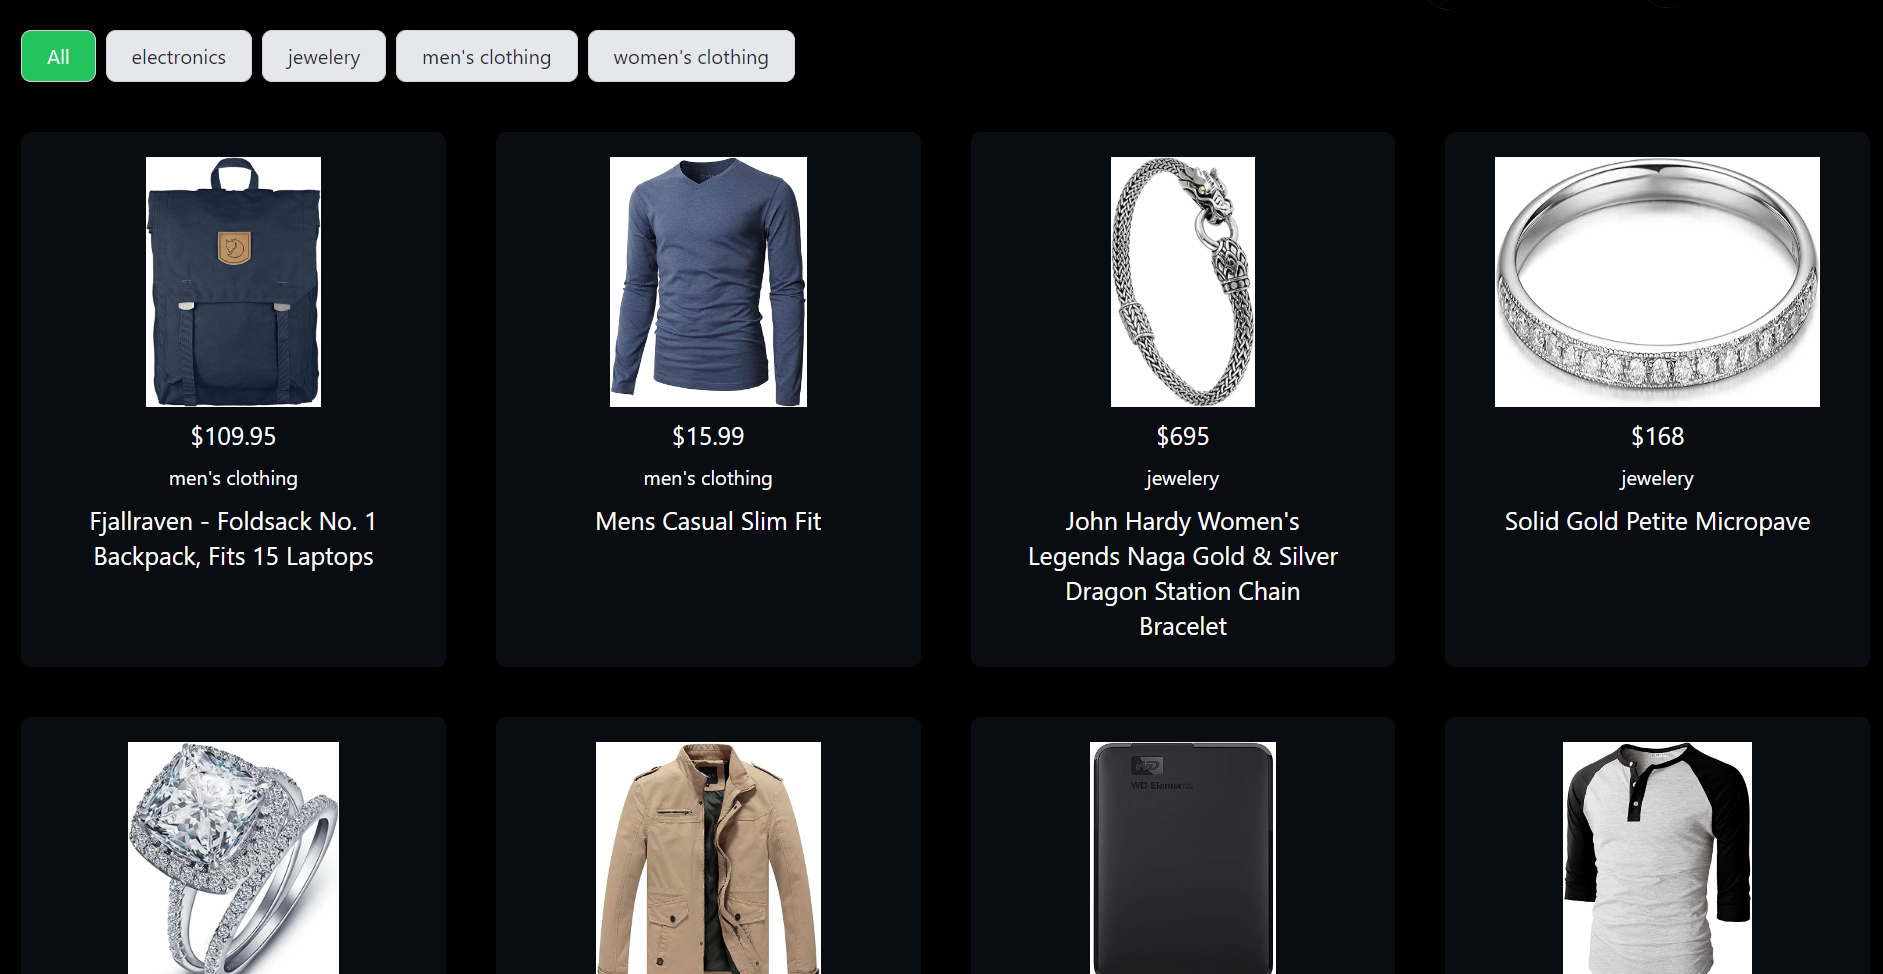 All
electronics
jewelery
men's clothing
women's clothing
$109.95
men's clothing
Fjallraven - Foldsack No. 1
Backpack, Fits 15 Laptops
$15.99
men's clothing
Mens Casual Slim Fit
$695
jewelery
John Hardy Women's
Legends Naga Gold & Silver
Dragon Station Chain
Bracelet
$168
jewelery
Solid Gold Petite Micropave
WD
WD Elements